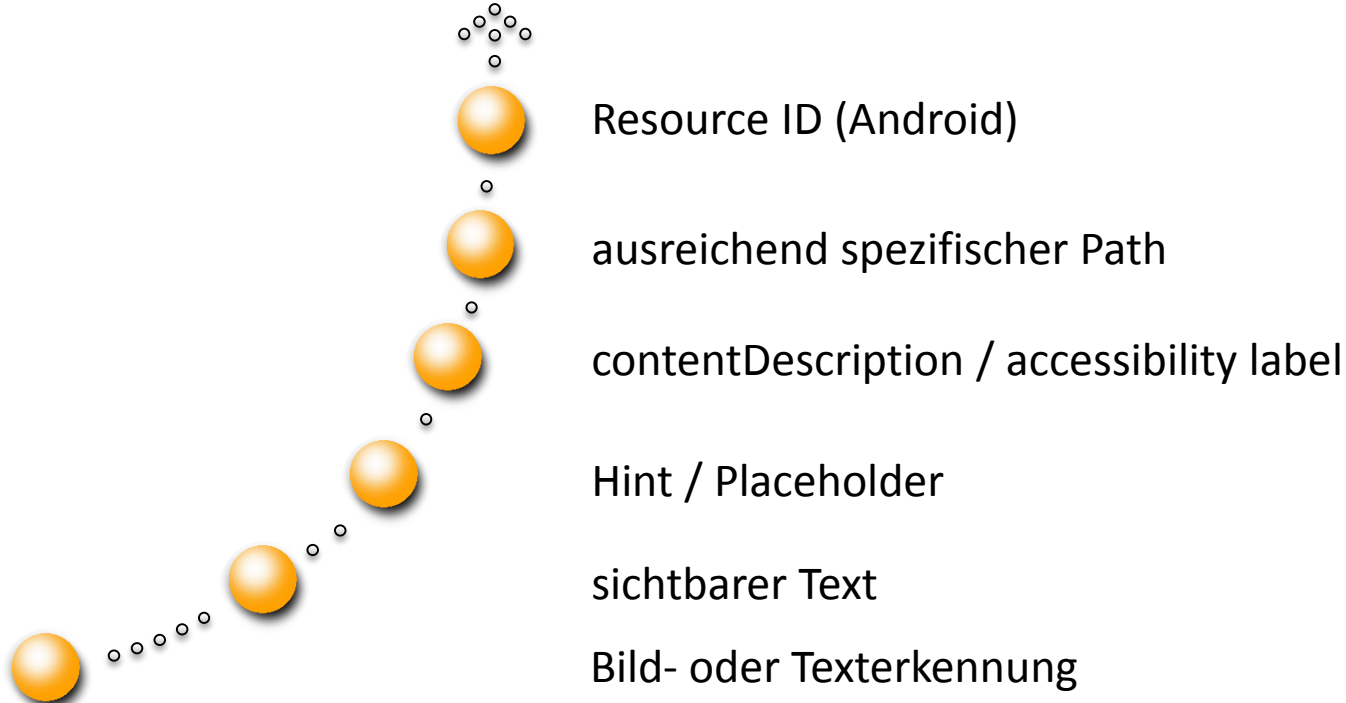 Resource ID (Android)
ausreichend spezifischer Path
contentDescription / accessibility label
Hint / Placeholder
sichtbarer Text
Bild- oder Texterkennung